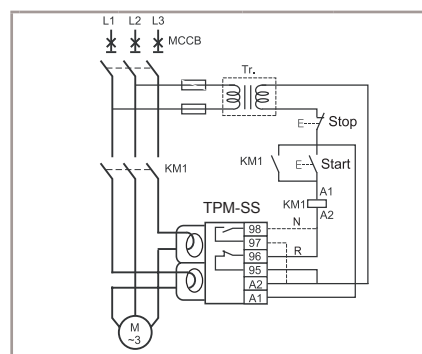 L1 L2 L3
MCCB
Tr.
E Stop
KM1
E Start
KM1
A1
KM1
A2
TPM-SS
N
98
97
R
96
95
A2
A1
M
~3